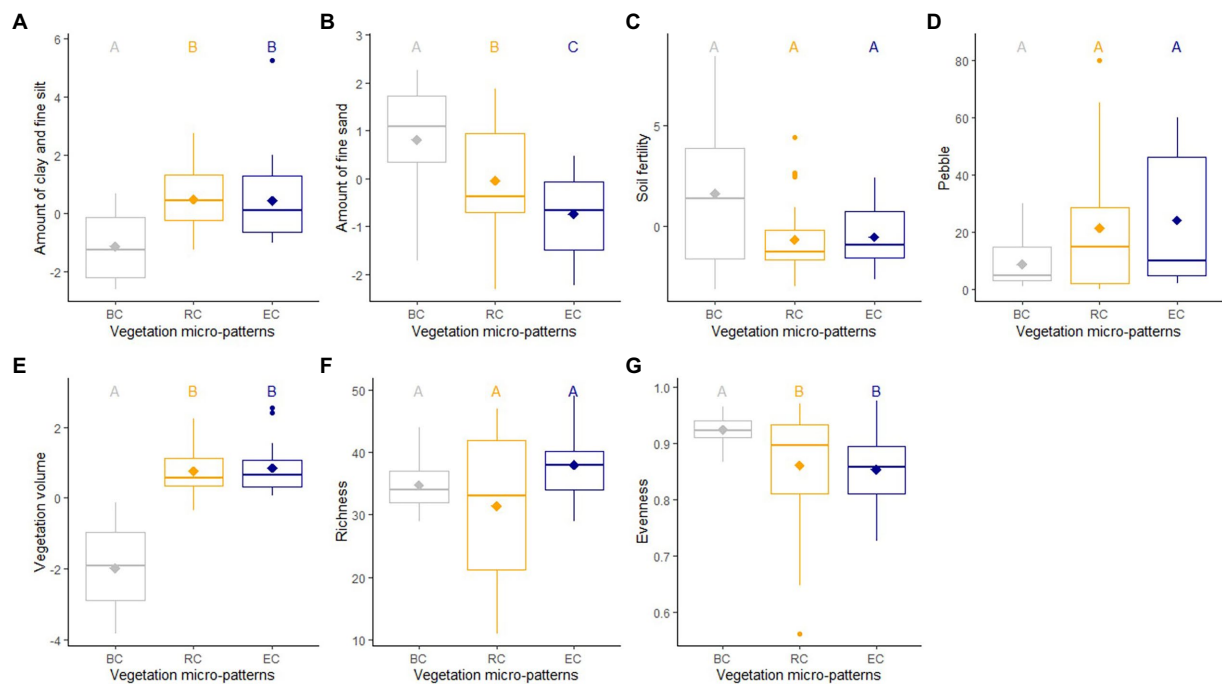 A
Amount of clay and fine silt
6
4
2
0
-2
A B B
BC RC EC
Vegetation micro-patterns
B
Amount of fine sand
3
2
1
0
-1
-2
A B C
BC RC EC
Vegetation micro-patterns
C
Soil fertility
5
0
A A A
BC RC EC
Vegetation micro-patterns
D
Pebble
80
60
40
20
0
A A A
BC RC EC
Vegetation micro-patterns
E
Vegetation volume
2
0
-2
-4
A B B
BC RC EC
Vegetation micro-patterns
F
Richness
50
40
30
20
10
A A A
BC RC EC
Vegetation micro-patterns
G
Evenness
1.0
0.9
0.8
0.7
0.6
A B B
BC RC EC
Vegetation micro-patterns